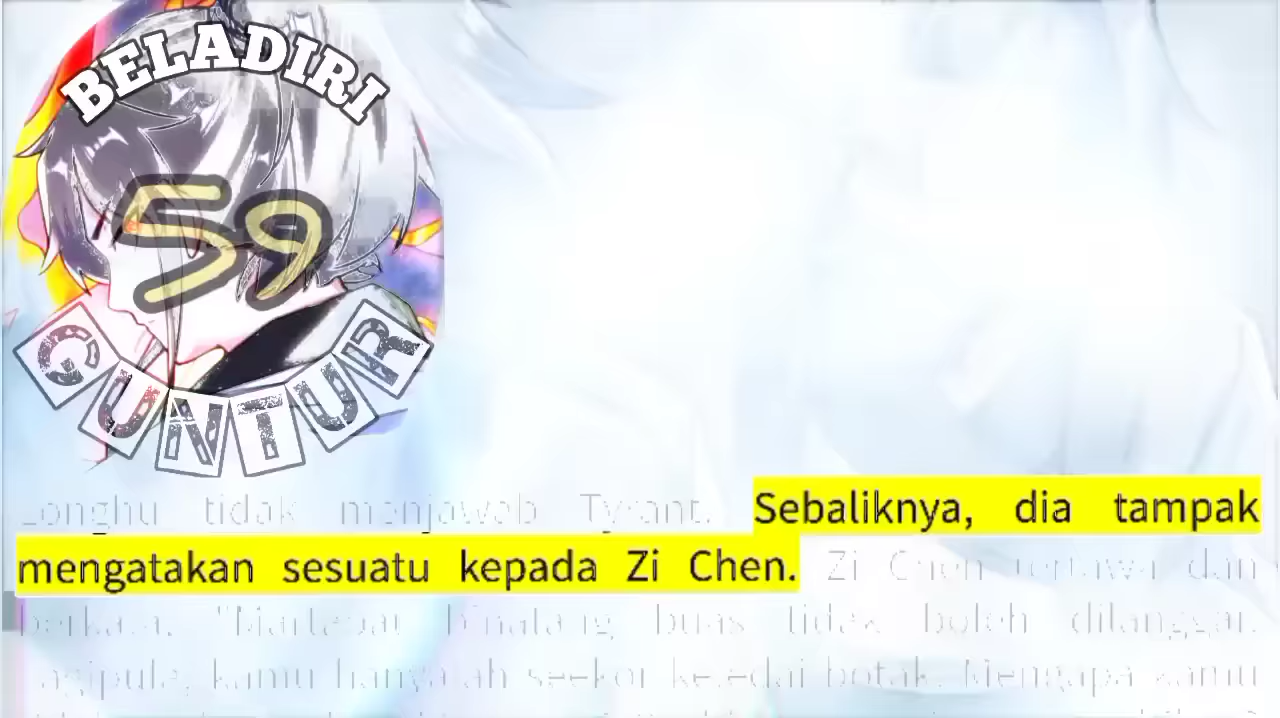 BELADIRI
59
GUNTUR
Longhu tidak menjawab Tyrant. Sebaliknya, dia tampak
mengatakan sesuatu kepada Zi Chen. Zi Chen tertawa dan
berkata, "Martabat binatang buas tidak boleh dilanggar.
Lagipula, kamu hanyalah seekor keledai botak. Mengapa kamu